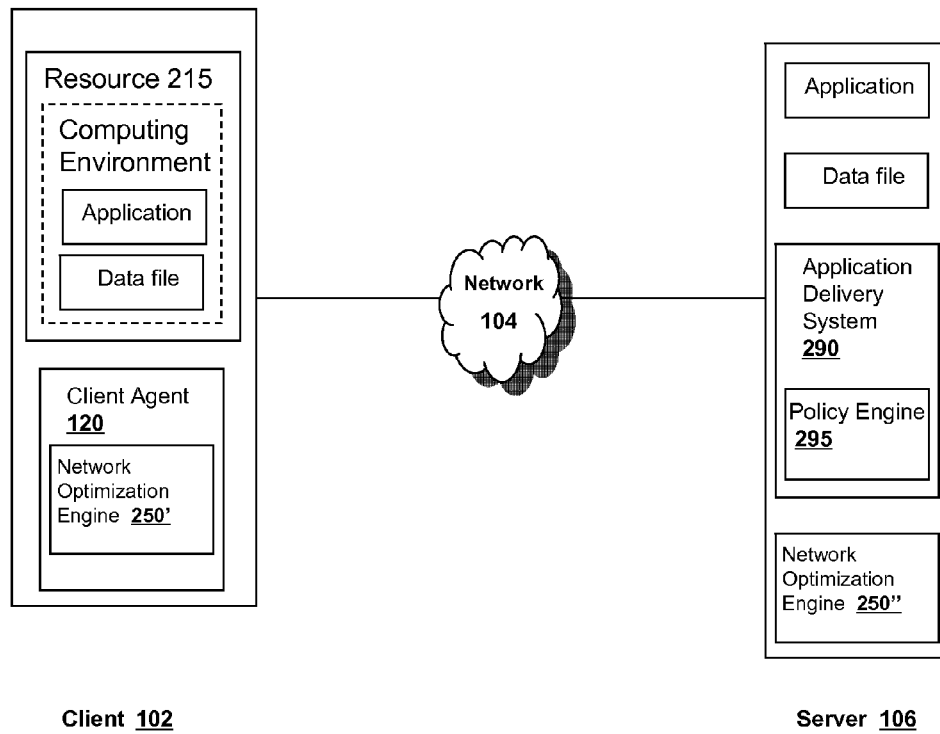 Resource 215
Computing
Environment
Application
Data file
Client Agent
120
Network
Optimization
Engine 250'
Client 102
Network
104
Application
Data file
Application
Delivery
System
290
Policy Engine
295
Network
Optimization
Engine 250”
Server 106